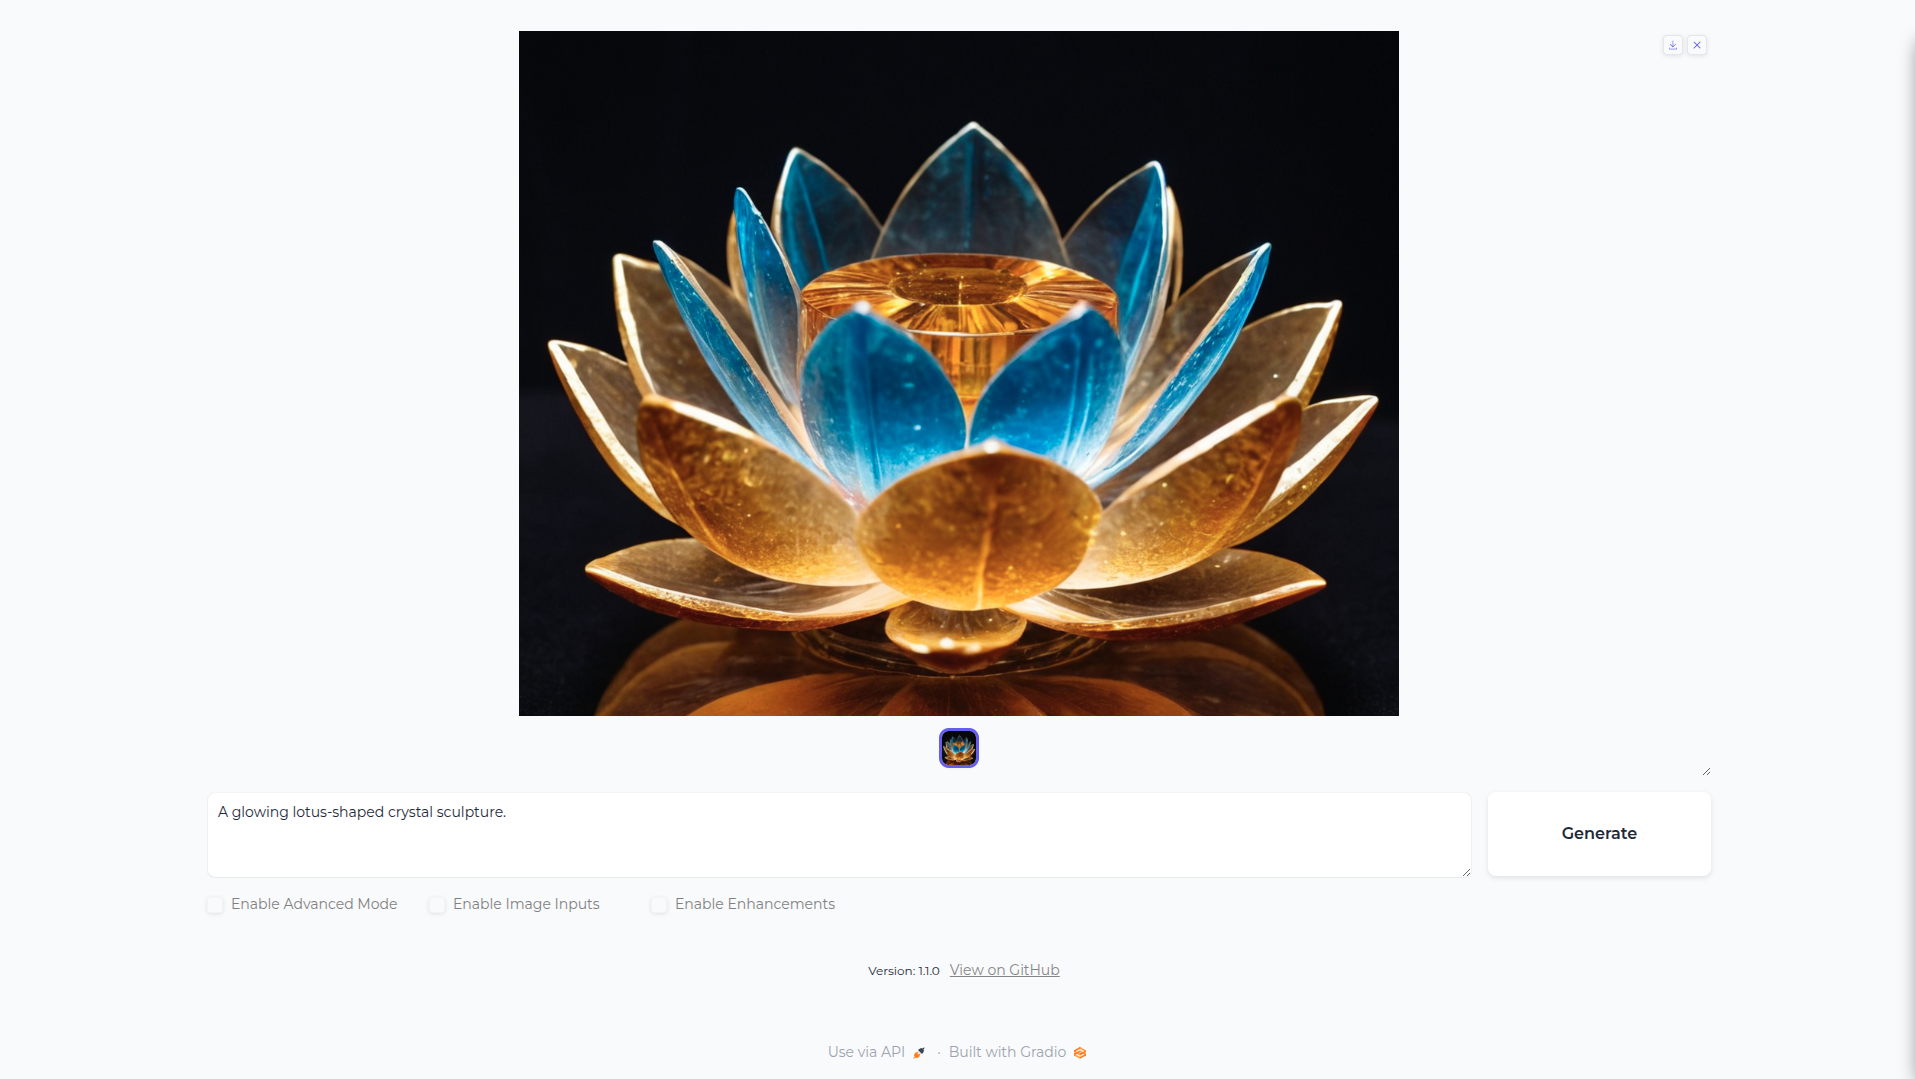 A glowing lotus-shaped crystal sculpture.
Generate
Enable Advanced Mode
Enable Image Inputs
Enable Enhancements
Version: 1.1.0 View on GitHub
Use via API · Built with Gradio